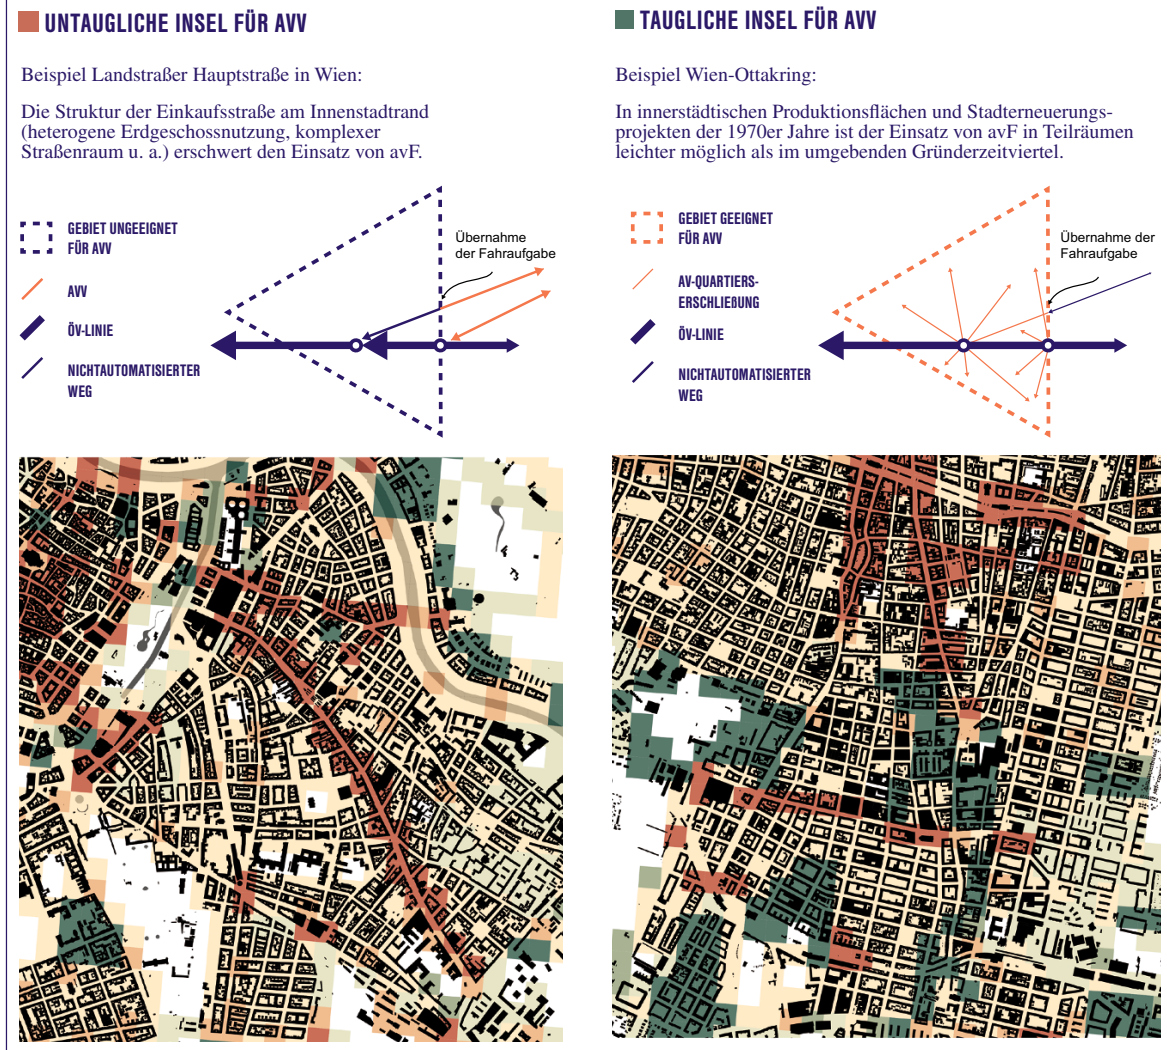 UNTAUGLICHE INSEL FÜR AVV
Beispiel Landstraßer Hauptstraße in Wien:
Die Struktur der Einkaufsstraße am Innenstadtrand
(heterogene Erdgeschossnutzung, komplexer
Straßenraum u. a.) erschwert den Einsatz von avF.
GEBIET UNGEEIGNET
FÜR AVV
AVV
ÖV-LINIE
NICHTAUTOMATISIERTER
WEG
Übernahme
der Fahraufgabe
TAUGLICHE INSEL FÜR AVV
Beispiel Wien-Ottakring:
In innerstädtischen Produktionsflächen und Stadterneuerungs-
projekten der 1970er Jahre ist der Einsatz von avF in Teilräumen
leichter möglich als im umgebenden Gründerzeitviertel.
GEBIET GEEIGNET
FÜR AVV
AV-QUARTIERS-
ERSCHLIEßUNG
ÖV-LINIE
NICHTAUTOMATISIERTER
WEG
Übernahme der
Fahraufgabe